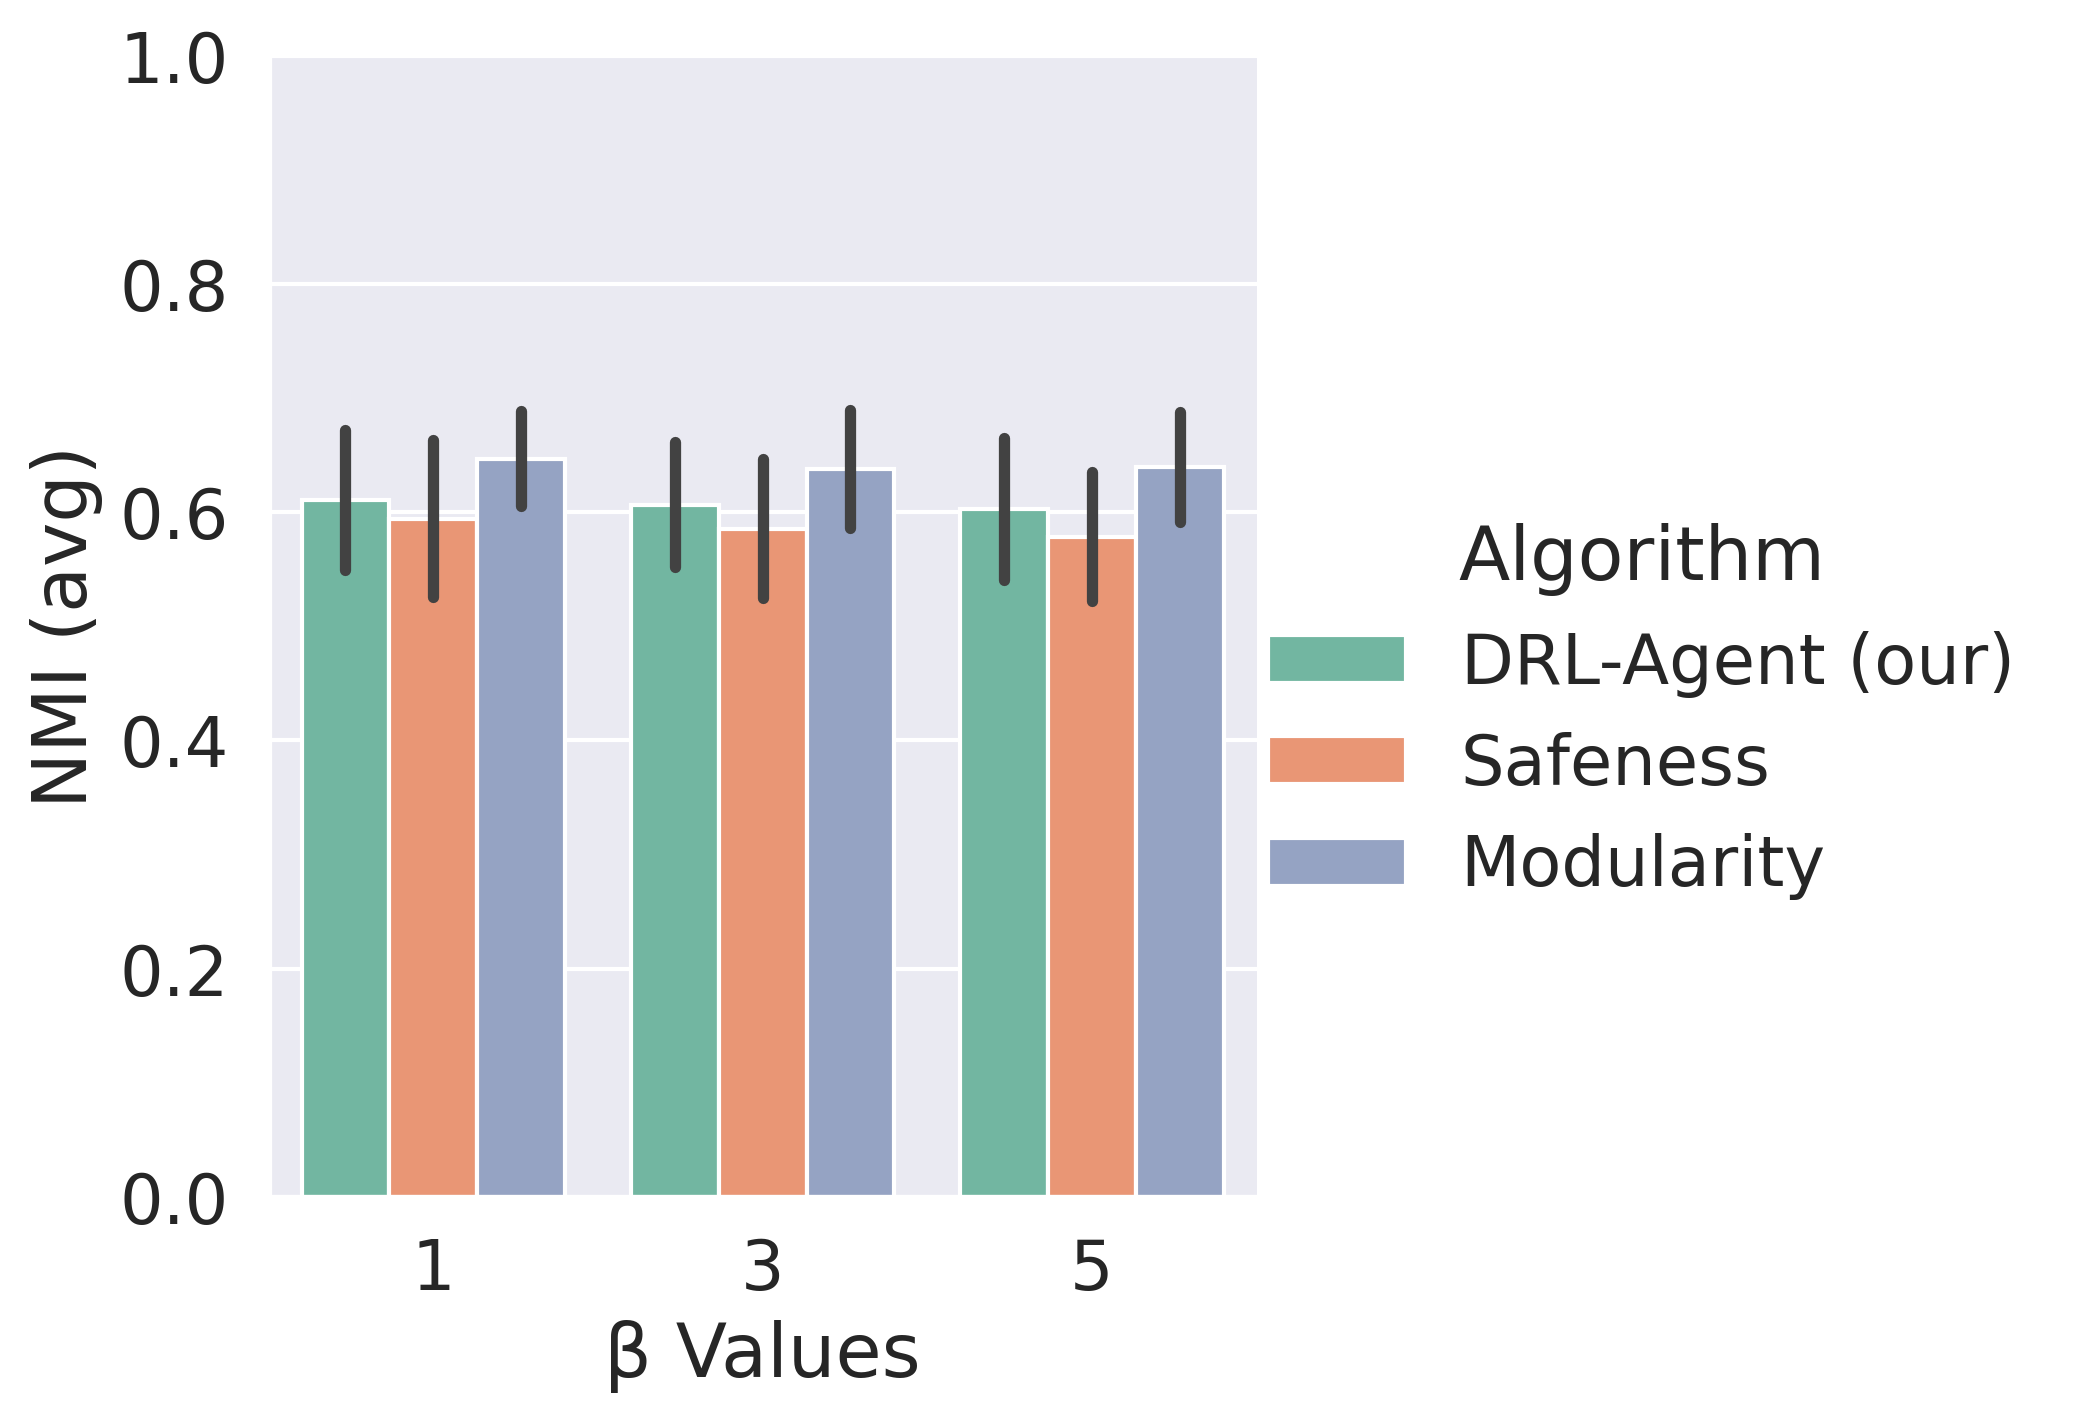 1.0
0.8
0.6
0.4
0.2
0.0
NMI (avg)
1 3 5
β Values
Algorithm
DRL-Agent (our)
Safeness
Modularity